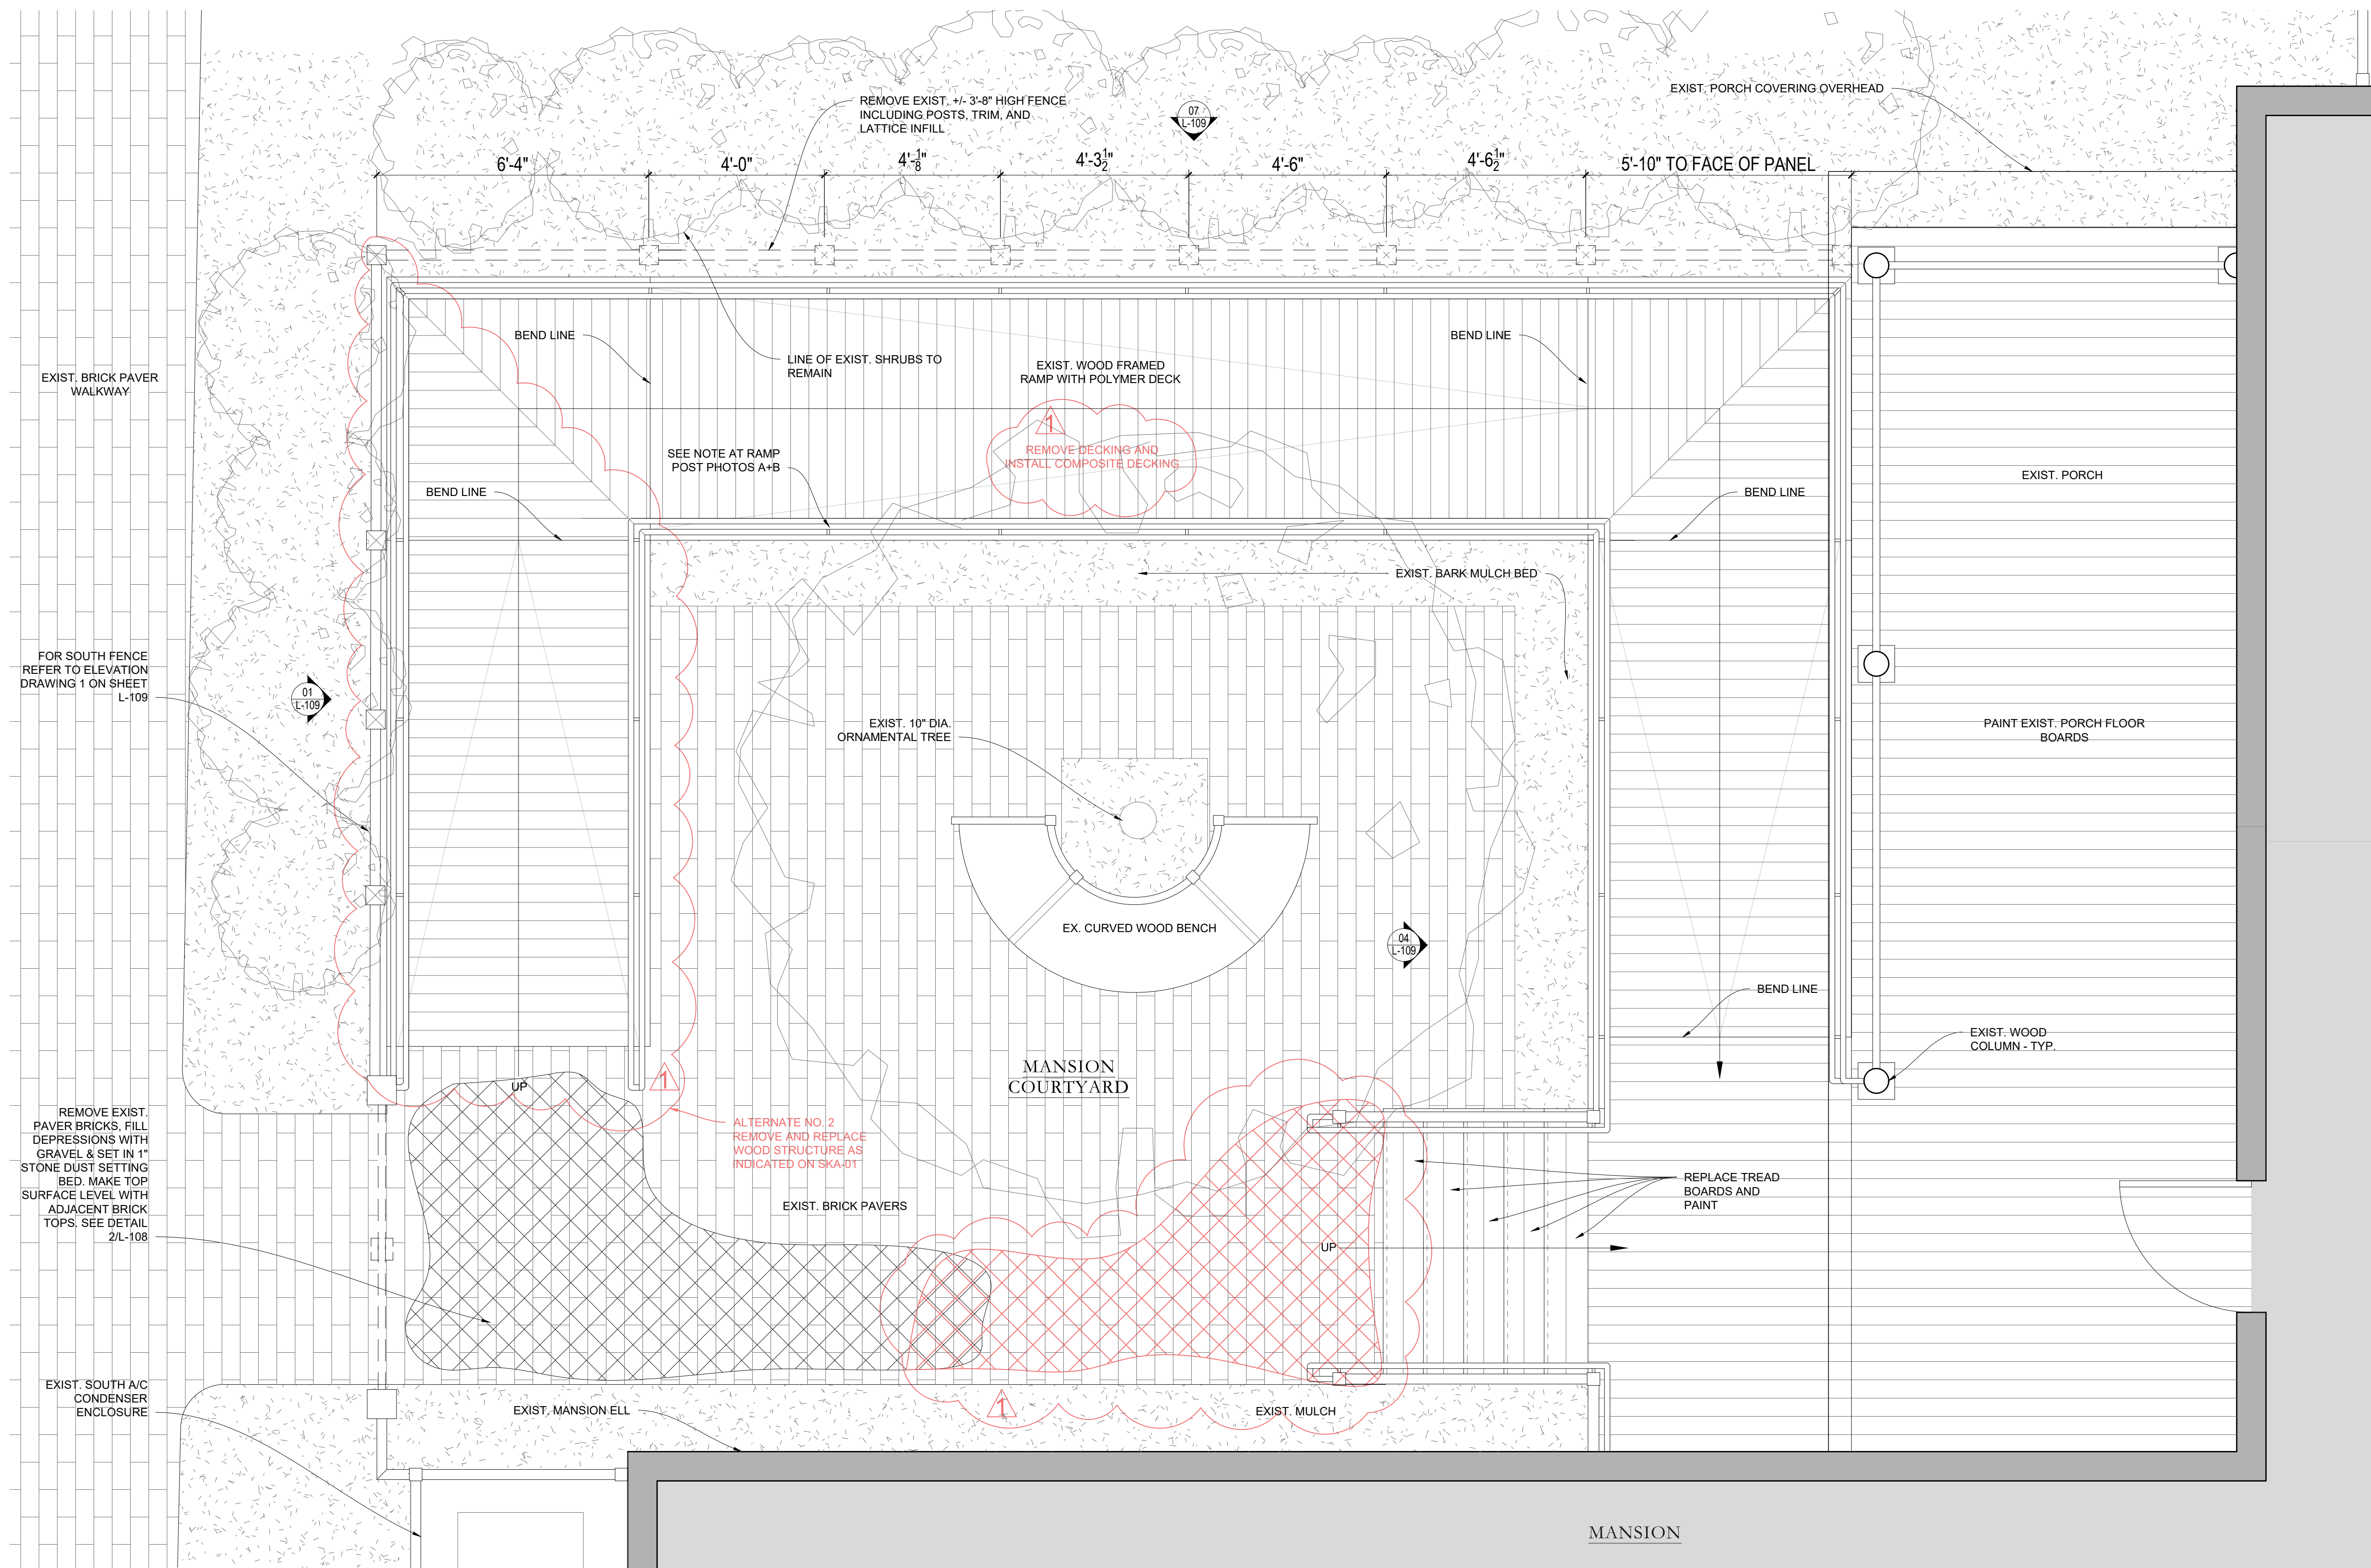 REMOVE EXIST. +/- 3'-8" HIGH FENCE
INCLUDING POSTS, TRIM, AND
LATTICE INFILL
07
L-109
EXIST. PORCH COVERING OVERHEAD
6'-4"
4'-0"
4'-1/8"
4'-3 1/2"
4'-6"
4'-6 1/2"
5'-10" TO FACE OF PANEL
BEND LINE
LINE OF EXIST. SHRUBS TO
REMAIN
EXIST. WOOD FRAMED
RAMP WITH POLYMER DECK
BEND LINE
EXIST. BRICK PAVER
WALKWAY
1
REMOVE DECKING AND
INSTALL COMPOSITE DECKING
SEE NOTE AT RAMP
POST PHOTOS A+B
BEND LINE
BEND LINE
EXIST. PORCH
EXIST. BARK MULCH BED
FOR SOUTH FENCE
REFER TO ELEVATION
DRAWING 1 ON SHEET
L-109
01
L-109
EXIST. 10" DIA.
ORNAMENTAL TREE
PAINT EXIST. PORCH FLOOR
BOARDS
EX. CURVED WOOD BENCH
04
L-109
BEND LINE
EXIST. WOOD
COLUMN - TYP.
MANSION
COURTYARD
UP
1
ALTERNATE NO. 2
REMOVE AND REPLACE
WOOD STRUCTURE AS
INDICATED ON SKA-01
REMOVE EXIST.
PAVER BRICKS, FILL
DEPRESSIONS WITH
GRAVEL & SET IN 1"
STONE DUST SETTING
BED. MAKE TOP
SURFACE LEVEL WITH
ADJACENT BRICK
TOPS. SEE DETAIL
2/L-108
EXIST. BRICK PAVERS
REPLACE TREAD
BOARDS AND
PAINT
UP
EXIST. SOUTH A/C
CONDENSER
ENCLOSURE
EXIST. MANSION ELL
1
EXIST. MULCH
MANSION